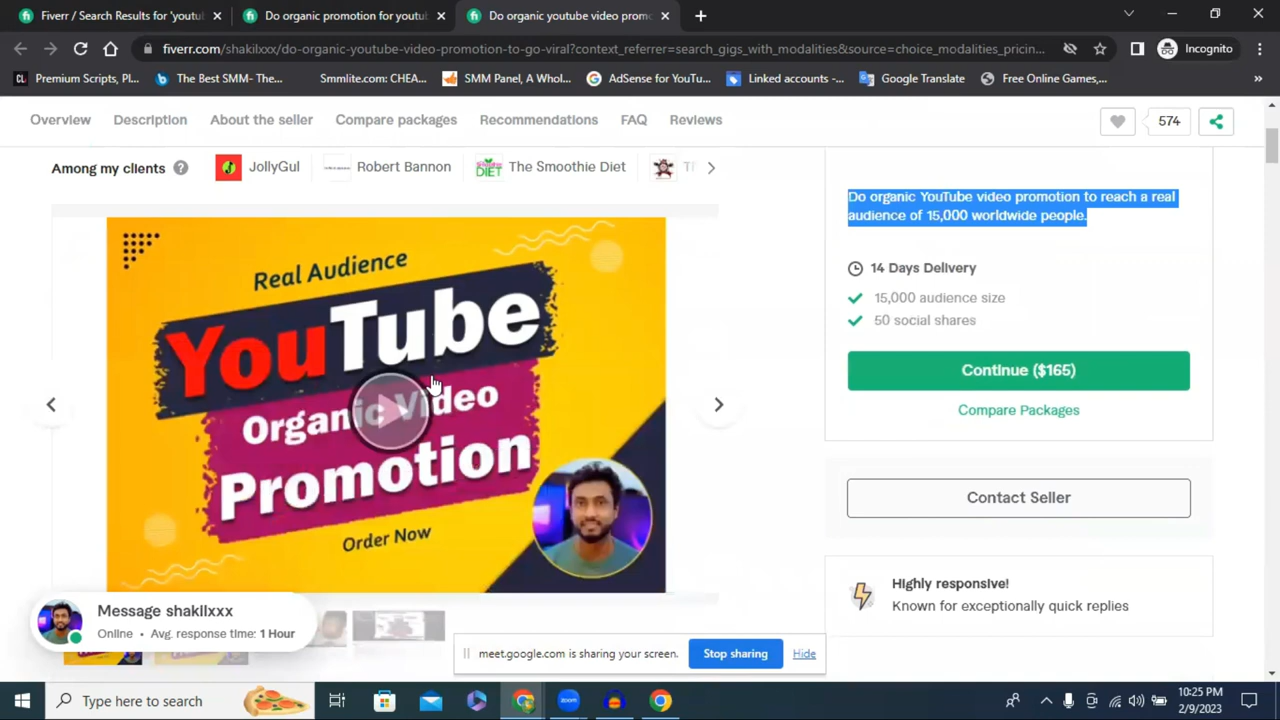 Fiverr / Search Results for 'youtu
Do organic promotion for youtub
Do organic youtube video promo
fiverr.com/shakilxxx/do-organic-youtube-video-promotion-to-go-viral?context_referrer=search_gigs_with_modalities&source=choice_modalities_pricin...
Incognito
Premium Scripts, Pl...
The Best SMM- The...
Smmlite.com: CHEA...
SMM Panel, A Whol...
AdSense for YouTu...
Linked accounts -...
Google Translate
Free Online Games,...
Overview
Description
About the seller
Compare packages
Recommendations
FAQ
Reviews
574
Among my clients
JollyGul
Robert Bannon
The Smoothie Diet
Real Audience
YouTube
Organic Video
Promotion
Order Now
Do organic YouTube video promotion to reach a real
audience of 15,000 worldwide people.
14 Days Delivery
15,000 audience size
50 social shares
Continue ($165)
Compare Packages
Contact Seller
Highly responsive!
Known for exceptionally quick replies
Message shakilxxx
Online • Avg. response time: 1 Hour
meet.google.com is sharing your screen.
Stop sharing
Hide
Type here to search
10:25 PM
2/9/2023